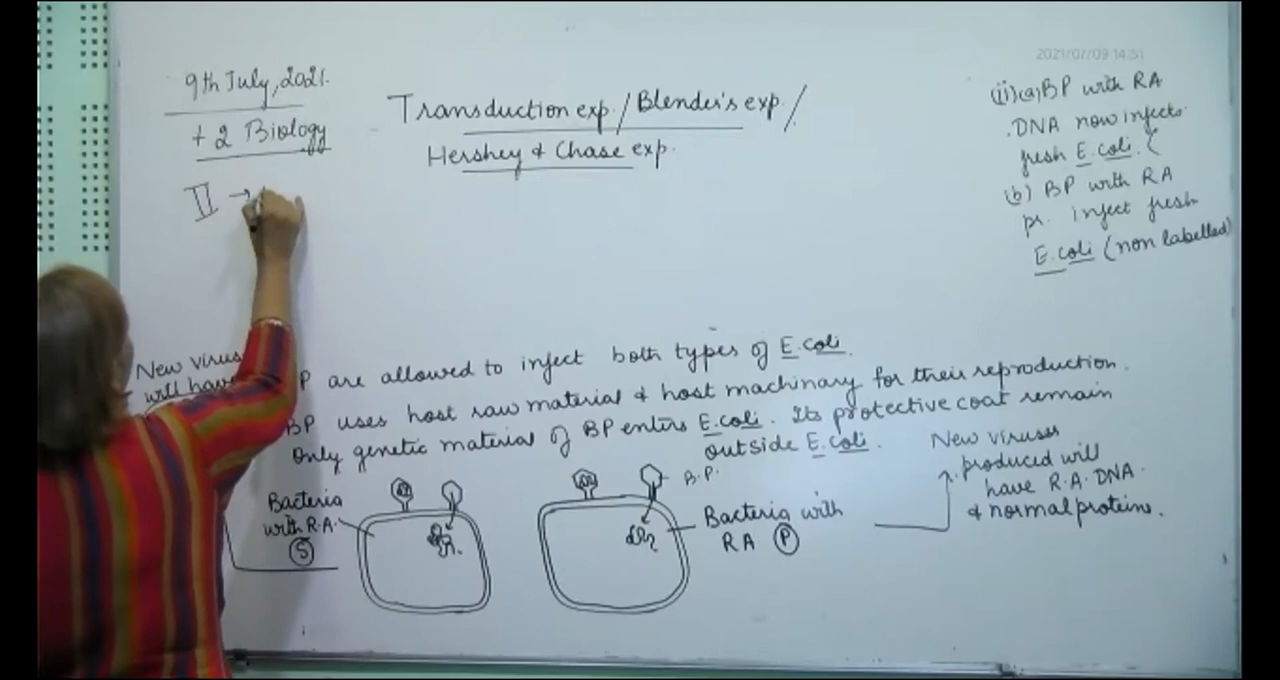 2021/07/09 14:51
9th July, 2021.
+2 Biology
II →
Transduction exp. / Blender's exp. /
Hershey & Chase exp.
(ii)(a) BP with RA
DNA now infects
fresh E.coli. (
(b) BP with RA
pr. infect fresh
E.coli (non labelled)
New virus
will have
P are allowed to infect both types of E.coli.
BP uses host raw material & host machinary for their reproduction.
Only genetic material of BP enters E.coli. Its protective coat remain
outside E.coli.
New viruses
produced will
have R.A. DNA.
& normal proteins.
Bacteria
with R.A.
S
B.P.
Bacteria with
RA P